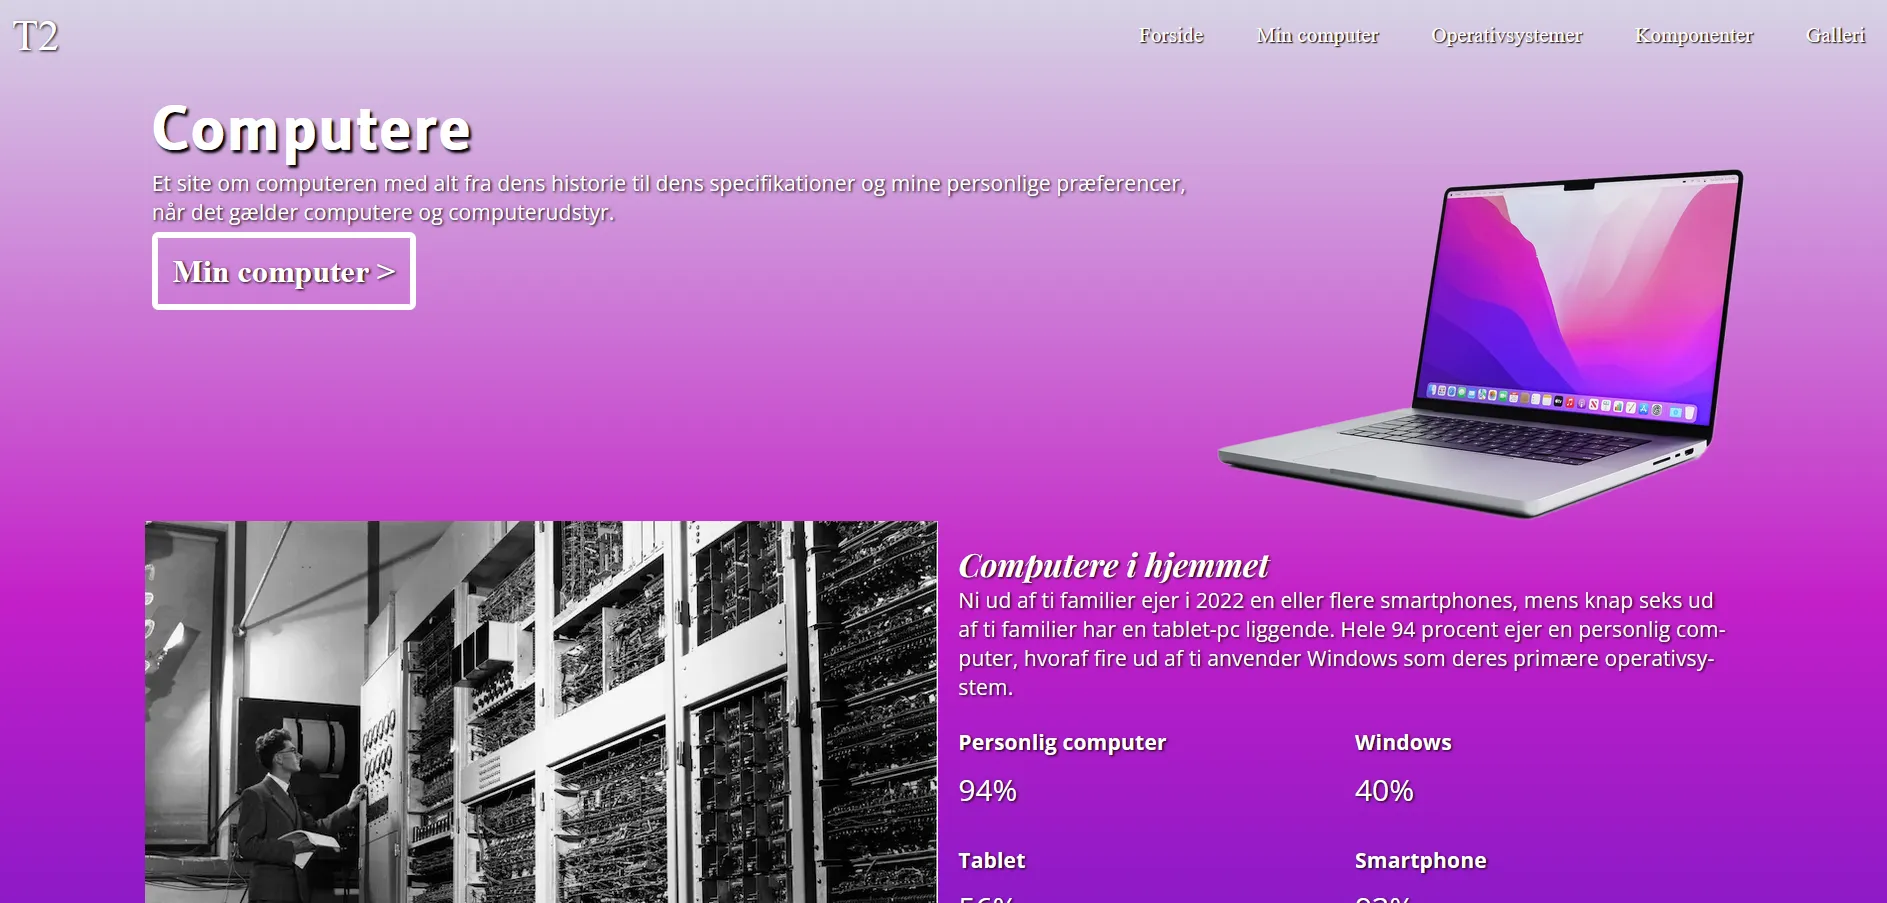 T2
Forside
Min computer
Operativsystemer
Komponenter
Galleri
Computere
Et site om computeren med alt fra dens historie til dens specifikationer og mine personlige præferencer,
når det gælder computere og computerudstyr.
Min computer >
Computere i hjemmet
Ni ud af ti familier ejer i 2022 en eller flere smartphones, mens knap seks ud
af ti familier har en tablet-pc liggende. Hele 94 procent ejer en personlig com-
puter, hvoraf fire ud af ti anvender Windows som deres primære operativsy-
stem.
Personlig computer
94%
Windows
40%
Tablet
Smartphone